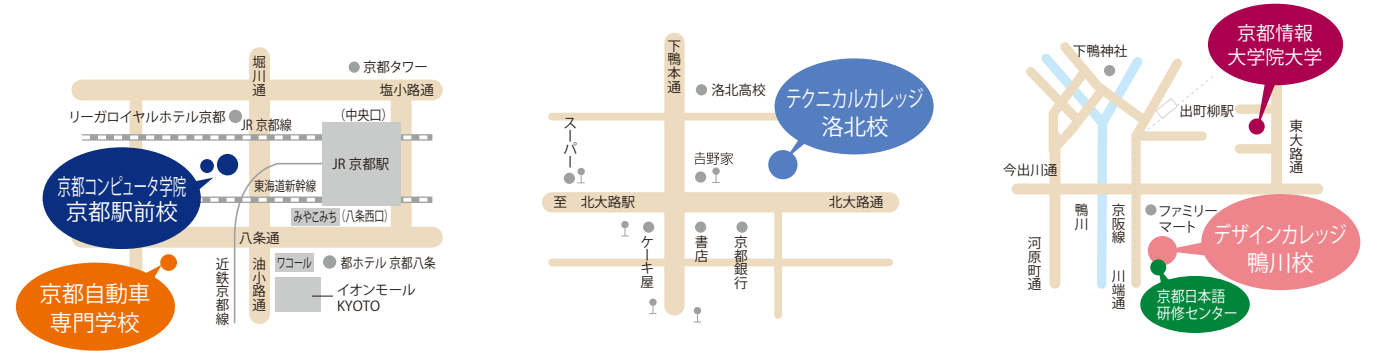 堀川通
京都タワー
塩小路通
リーガロイヤルホテル京都
(中央口)
JR 京都線
JR 京都駅
京都コンピュータ学院
京都駅前校
東海道新幹線
みやこみち
(八条西口)
八条通
京都自動車
専門学校
近鉄京都線
油小路通
ワコール
都ホテル 京都八条
イオンモール
KYOTO
下鴨本通
洛北高校
テクニカルカレッジ
洛北校
スーパー
𠮷野家
至 北大路駅
北大路通
ケーキ屋
書店
京都銀行
京都情報
大学院大学
下鴨神社
出町柳駅
東大路通
今出川通
鴨川
京阪線
ファミリー
マート
デザインカレッジ
鴨川校
河原町通
川端通
京都日本語
研修センター